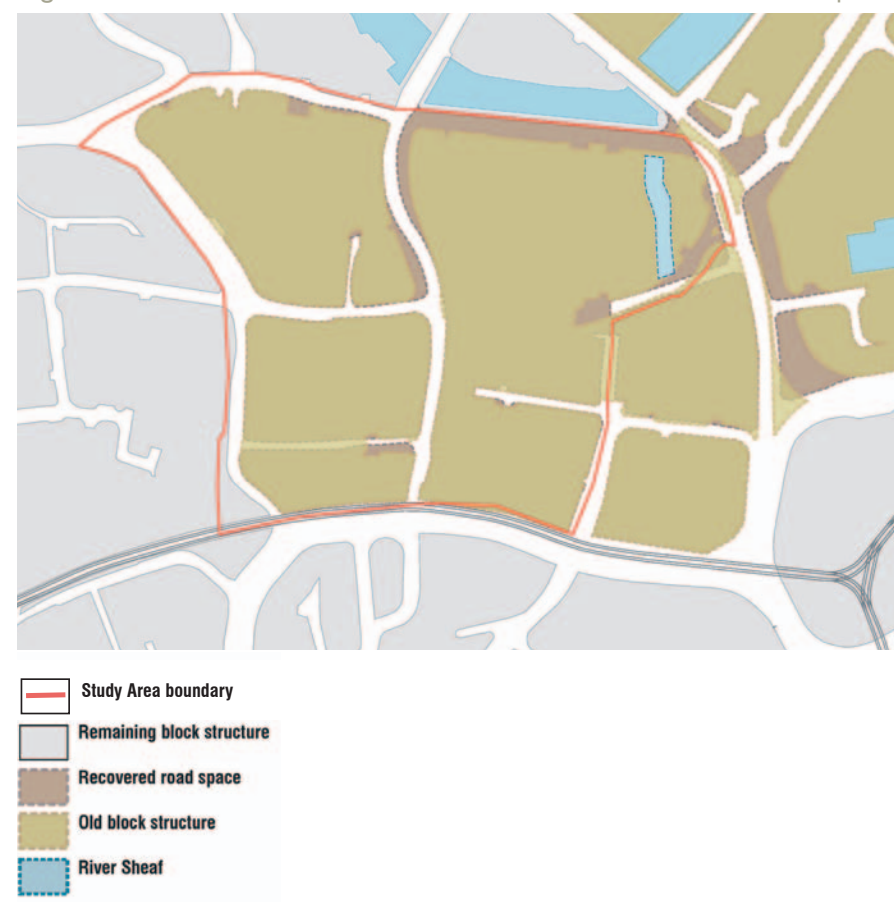 Study Area boundary
Remaining block structure
Recovered road space
Old block structure
River Sheaf